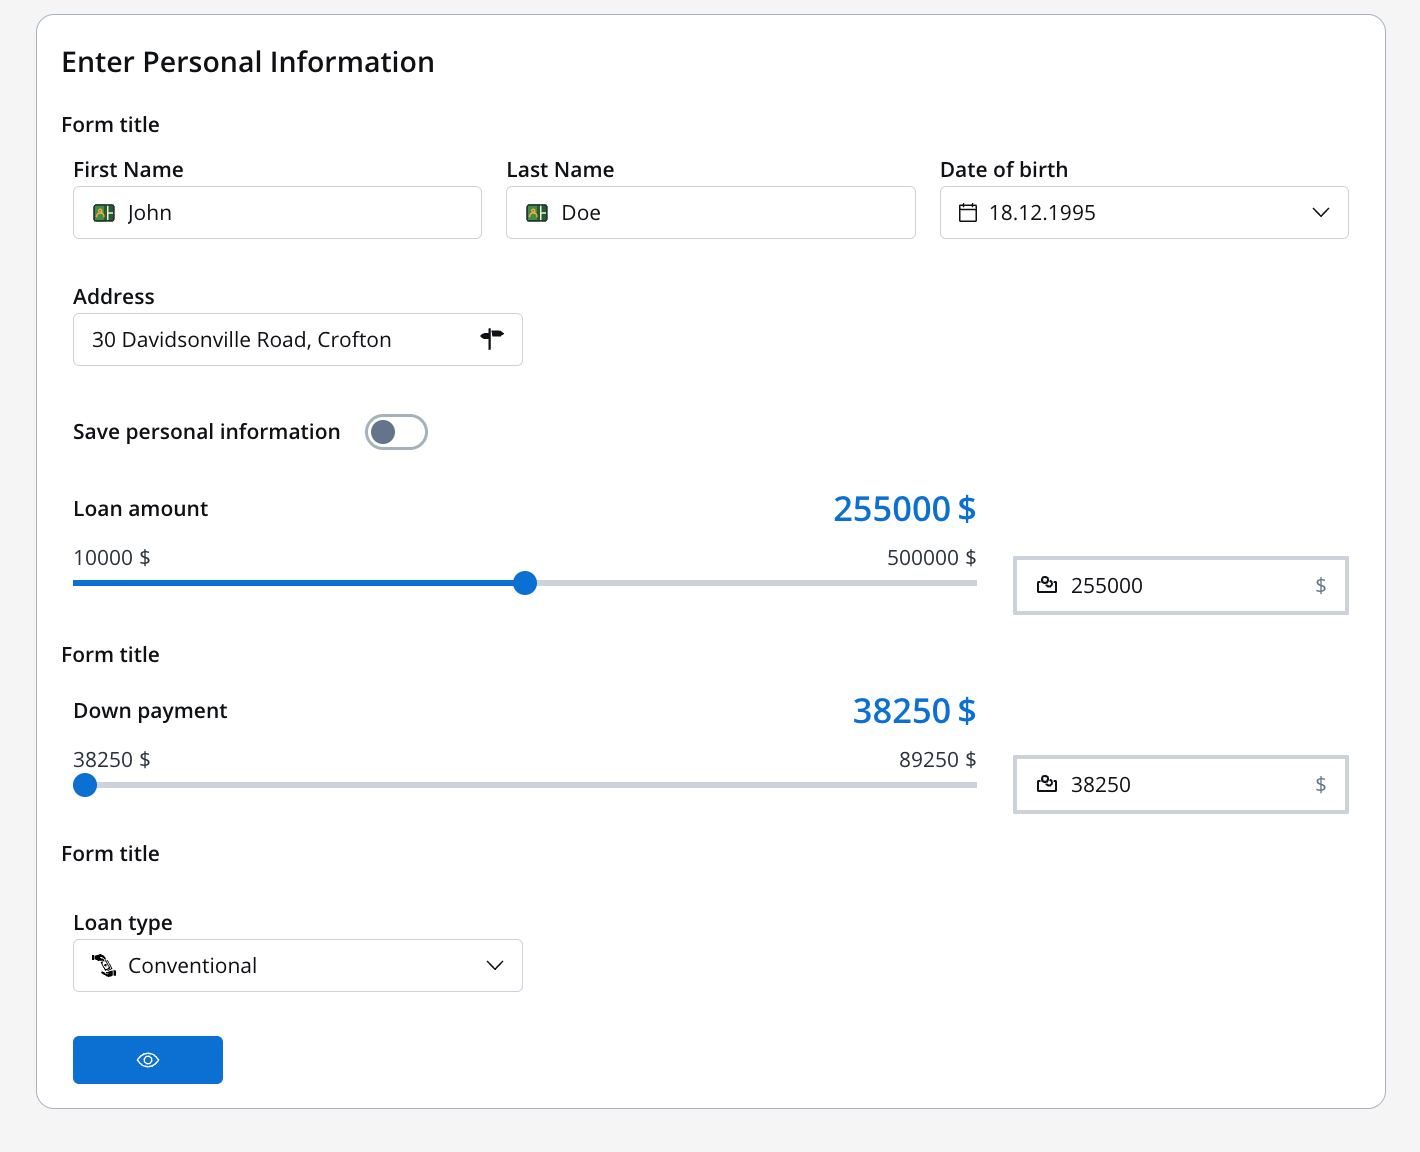 Enter Personal Information
Form title
First Name Last Name Date of birth
John Doe 18.12.1995
Address
30 Davidsonville Road, Crofton
Save personal information
Loan amount 255000 $
10000 $ 500000 $
255000 $
Form title
Down payment 38250 $
38250 $ 89250 $
38250 $
Form title
Loan type
Conventional